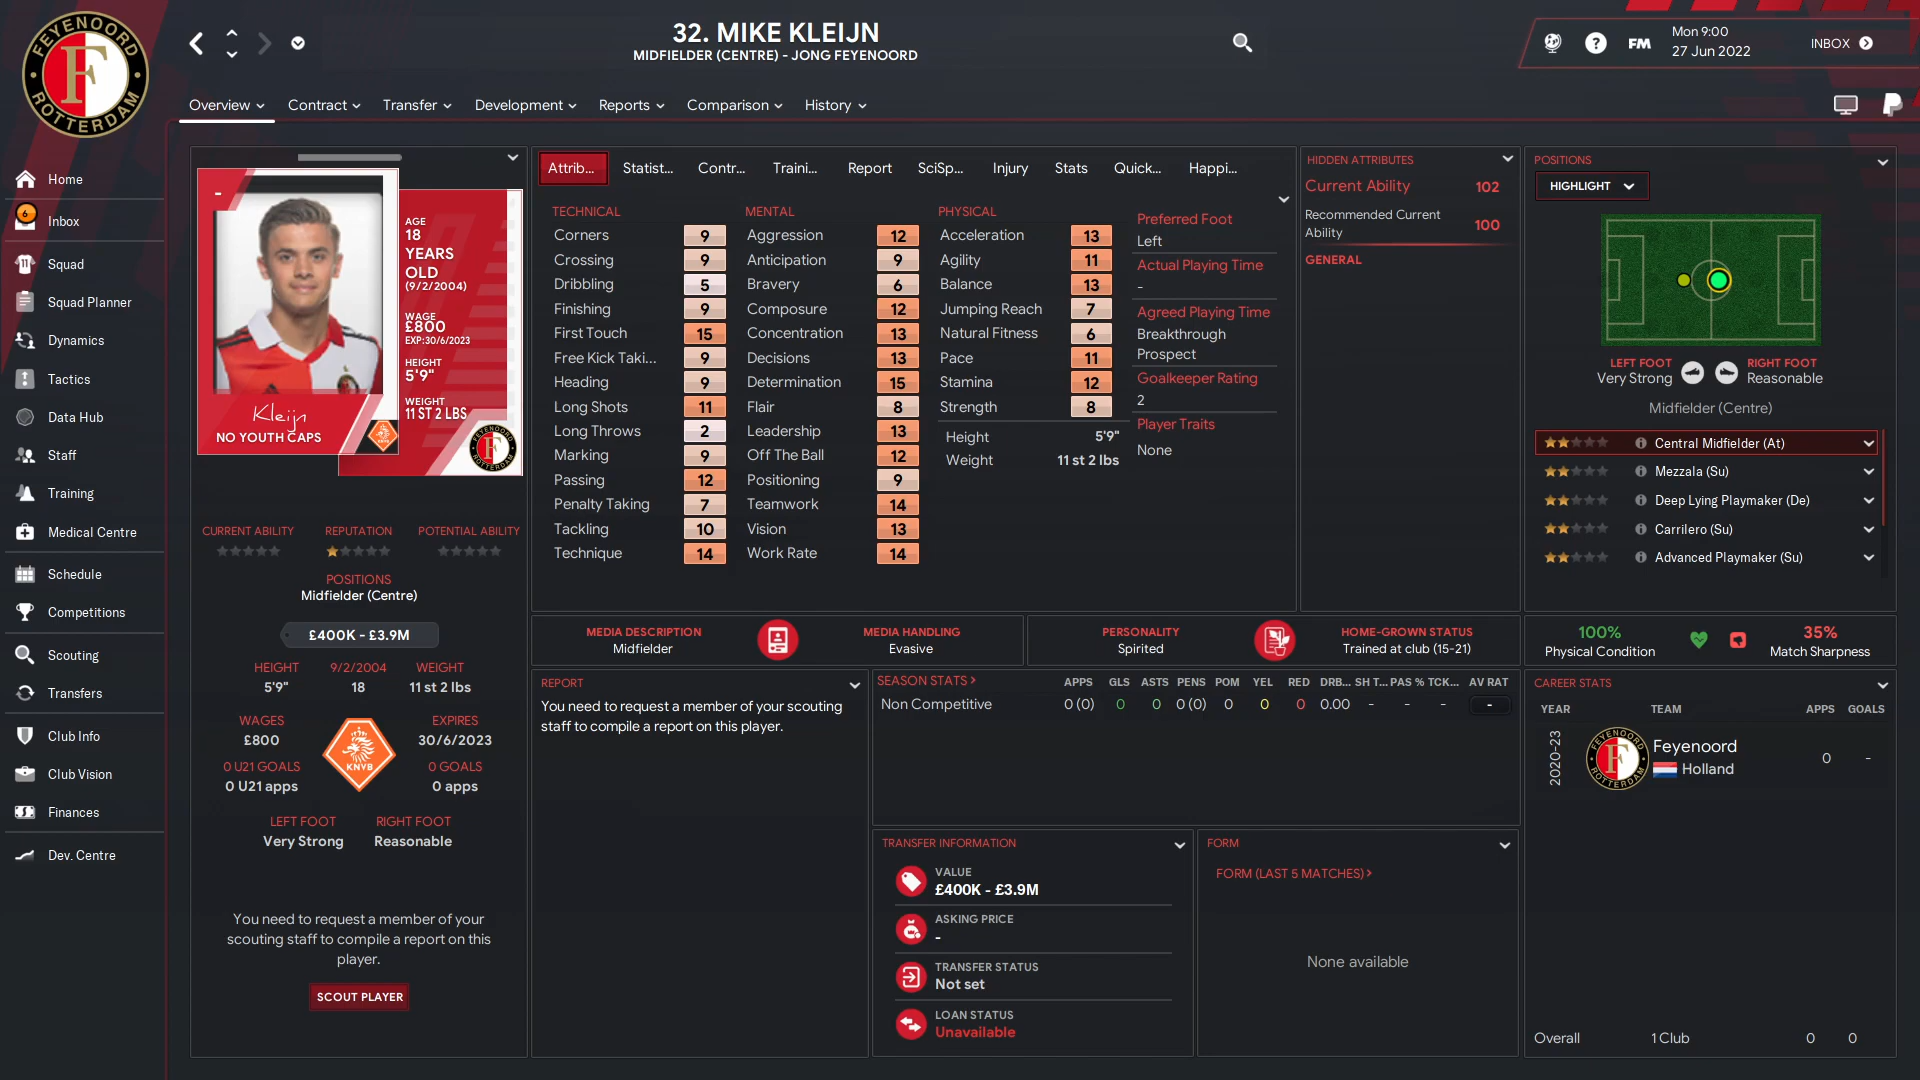 32. MIKE KLEIJN
MIDFIELDER (CENTRE) - JONG FEYENOORD
Mon 9:00
27 Jun 2022
FM
INBOX
FEYENOORD
F
ROTTERDAM
Overview
Contract
Transfer
Development
Reports
Comparison
History
Home
6
Inbox
Squad
Squad Planner
Dynamics
Tactics
Data Hub
Staff
Training
Medical Centre
Schedule
Competitions
Scouting
Transfers
Club Info
Club Vision
Finances
Dev. Centre
-
AGE
18
YEARS
OLD
(9/2/2004)
WAGE
£800
EXP:30/6/2023
HEIGHT
5'9"
WEIGHT
11 ST 2 LBS
Kleijn
NO YOUTH CAPS
CURRENT ABILITY
REPUTATION
POTENTIAL ABILITY
POSITIONS
Midfielder (Centre)
£400K - £3.9M
HEIGHT
5'9"
9/2/2004
18
WEIGHT
11 st 2 lbs
WAGES
£800
EXPIRES
30/6/2023
0 U21 GOALS
0 U21 apps
KNVB
0 GOALS
0 apps
LEFT FOOT
Very Strong
RIGHT FOOT
Reasonable
You need to request a member of your
scouting staff to compile a report on this
player.
SCOUT PLAYER
Attrib...
Statist...
Contr...
Traini...
Report
SciSp...
Injury
Stats
Quick...
Happi...
TECHNICAL
Corners 9
Crossing 9
Dribbling 5
Finishing 9
First Touch 15
Free Kick Taki... 9
Heading 9
Long Shots 11
Long Throws 2
Marking 9
Passing 12
Penalty Taking 7
Tackling 10
Technique 14
MENTAL
Aggression 12
Anticipation 9
Bravery 6
Composure 12
Concentration 13
Decisions 13
Determination 15
Flair 8
Leadership 13
Off The Ball 12
Positioning 9
Teamwork 14
Vision 13
Work Rate 14
PHYSICAL
Acceleration 13
Agility 11
Balance 13
Jumping Reach 7
Natural Fitness 6
Pace 11
Stamina 12
Strength 8
Height 5'9"
Weight 11 st 2 lbs
Preferred Foot
Left
Actual Playing Time
-
Agreed Playing Time
Breakthrough
Prospect
Goalkeeper Rating
2
Player Traits
None
HIDDEN ATTRIBUTES
Current Ability 102
Recommended Current
Ability 100
GENERAL
POSITIONS
HIGHLIGHT
LEFT FOOT
Very Strong
RIGHT FOOT
Reasonable
Midfielder (Centre)
Central Midfielder (At)
Mezzala (Su)
Deep Lying Playmaker (De)
Carrilero (Su)
Advanced Playmaker (Su)
MEDIA DESCRIPTION
Midfielder
MEDIA HANDLING
Evasive
PERSONALITY
Spirited
HOME-GROWN STATUS
Trained at club (15-21)
100%
Physical Condition
35%
Match Sharpness
REPORT
You need to request a member of your scouting
staff to compile a report on this player.
SEASON STATS > APPS GLS ASTS PENS POM YEL RED DRB... SH T... PAS % TCK... AV RAT
Non Competitive 0 (0) 0 0 0 (0) 0 0 0 0.00 - - - -
TRANSFER INFORMATION
VALUE
£400K - £3.9M
ASKING PRICE
-
TRANSFER STATUS
Not set
LOAN STATUS
Unavailable
FORM
FORM (LAST 5 MATCHES) >
None available
CAREER STATS
YEAR TEAM APPS GOALS
2020-23
Feyenoord
Holland
0 -
Overall 1 Club 0 0